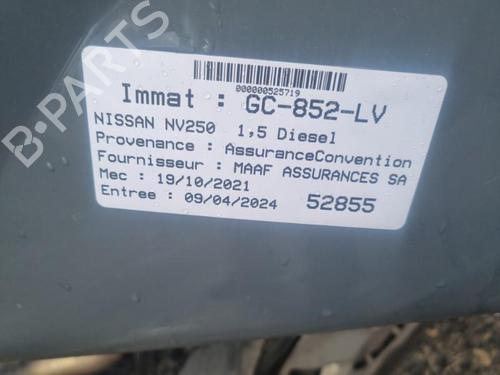 000000525719
Immat : GC-852-LV
NISSAN NV250 1,5 Diesel
Provenance : AssuranceConvention
Fournisseur : MAAF ASSURANCES SA
Mec : 19/10/2021
Entree : 09/04/2024 52855
B-PARTS